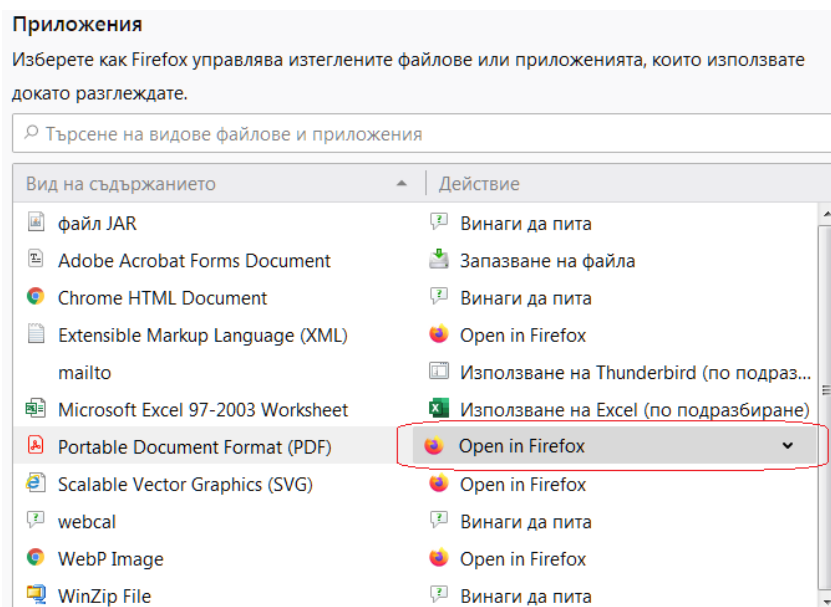 Приложения
Изберете как Firefox управлява изтеглените файлове или приложенията, които използвате
докато разглеждате.
Търсене на видове файлове и приложения
Вид на съдържанието Действие
файл JAR Винаги да пита
Adobe Acrobat Forms Document Запазване на файла
Chrome HTML Document Винаги да пита
Extensible Markup Language (XML) Open in Firefox
mailto Използване на Thunderbird (по подраз...
Microsoft Excel 97-2003 Worksheet Използване на Excel (по подразбиране)
Portable Document Format (PDF) Open in Firefox
Scalable Vector Graphics (SVG) Open in Firefox
webcal Винаги да пита
WebP Image Open in Firefox
WinZip File Винаги да пита